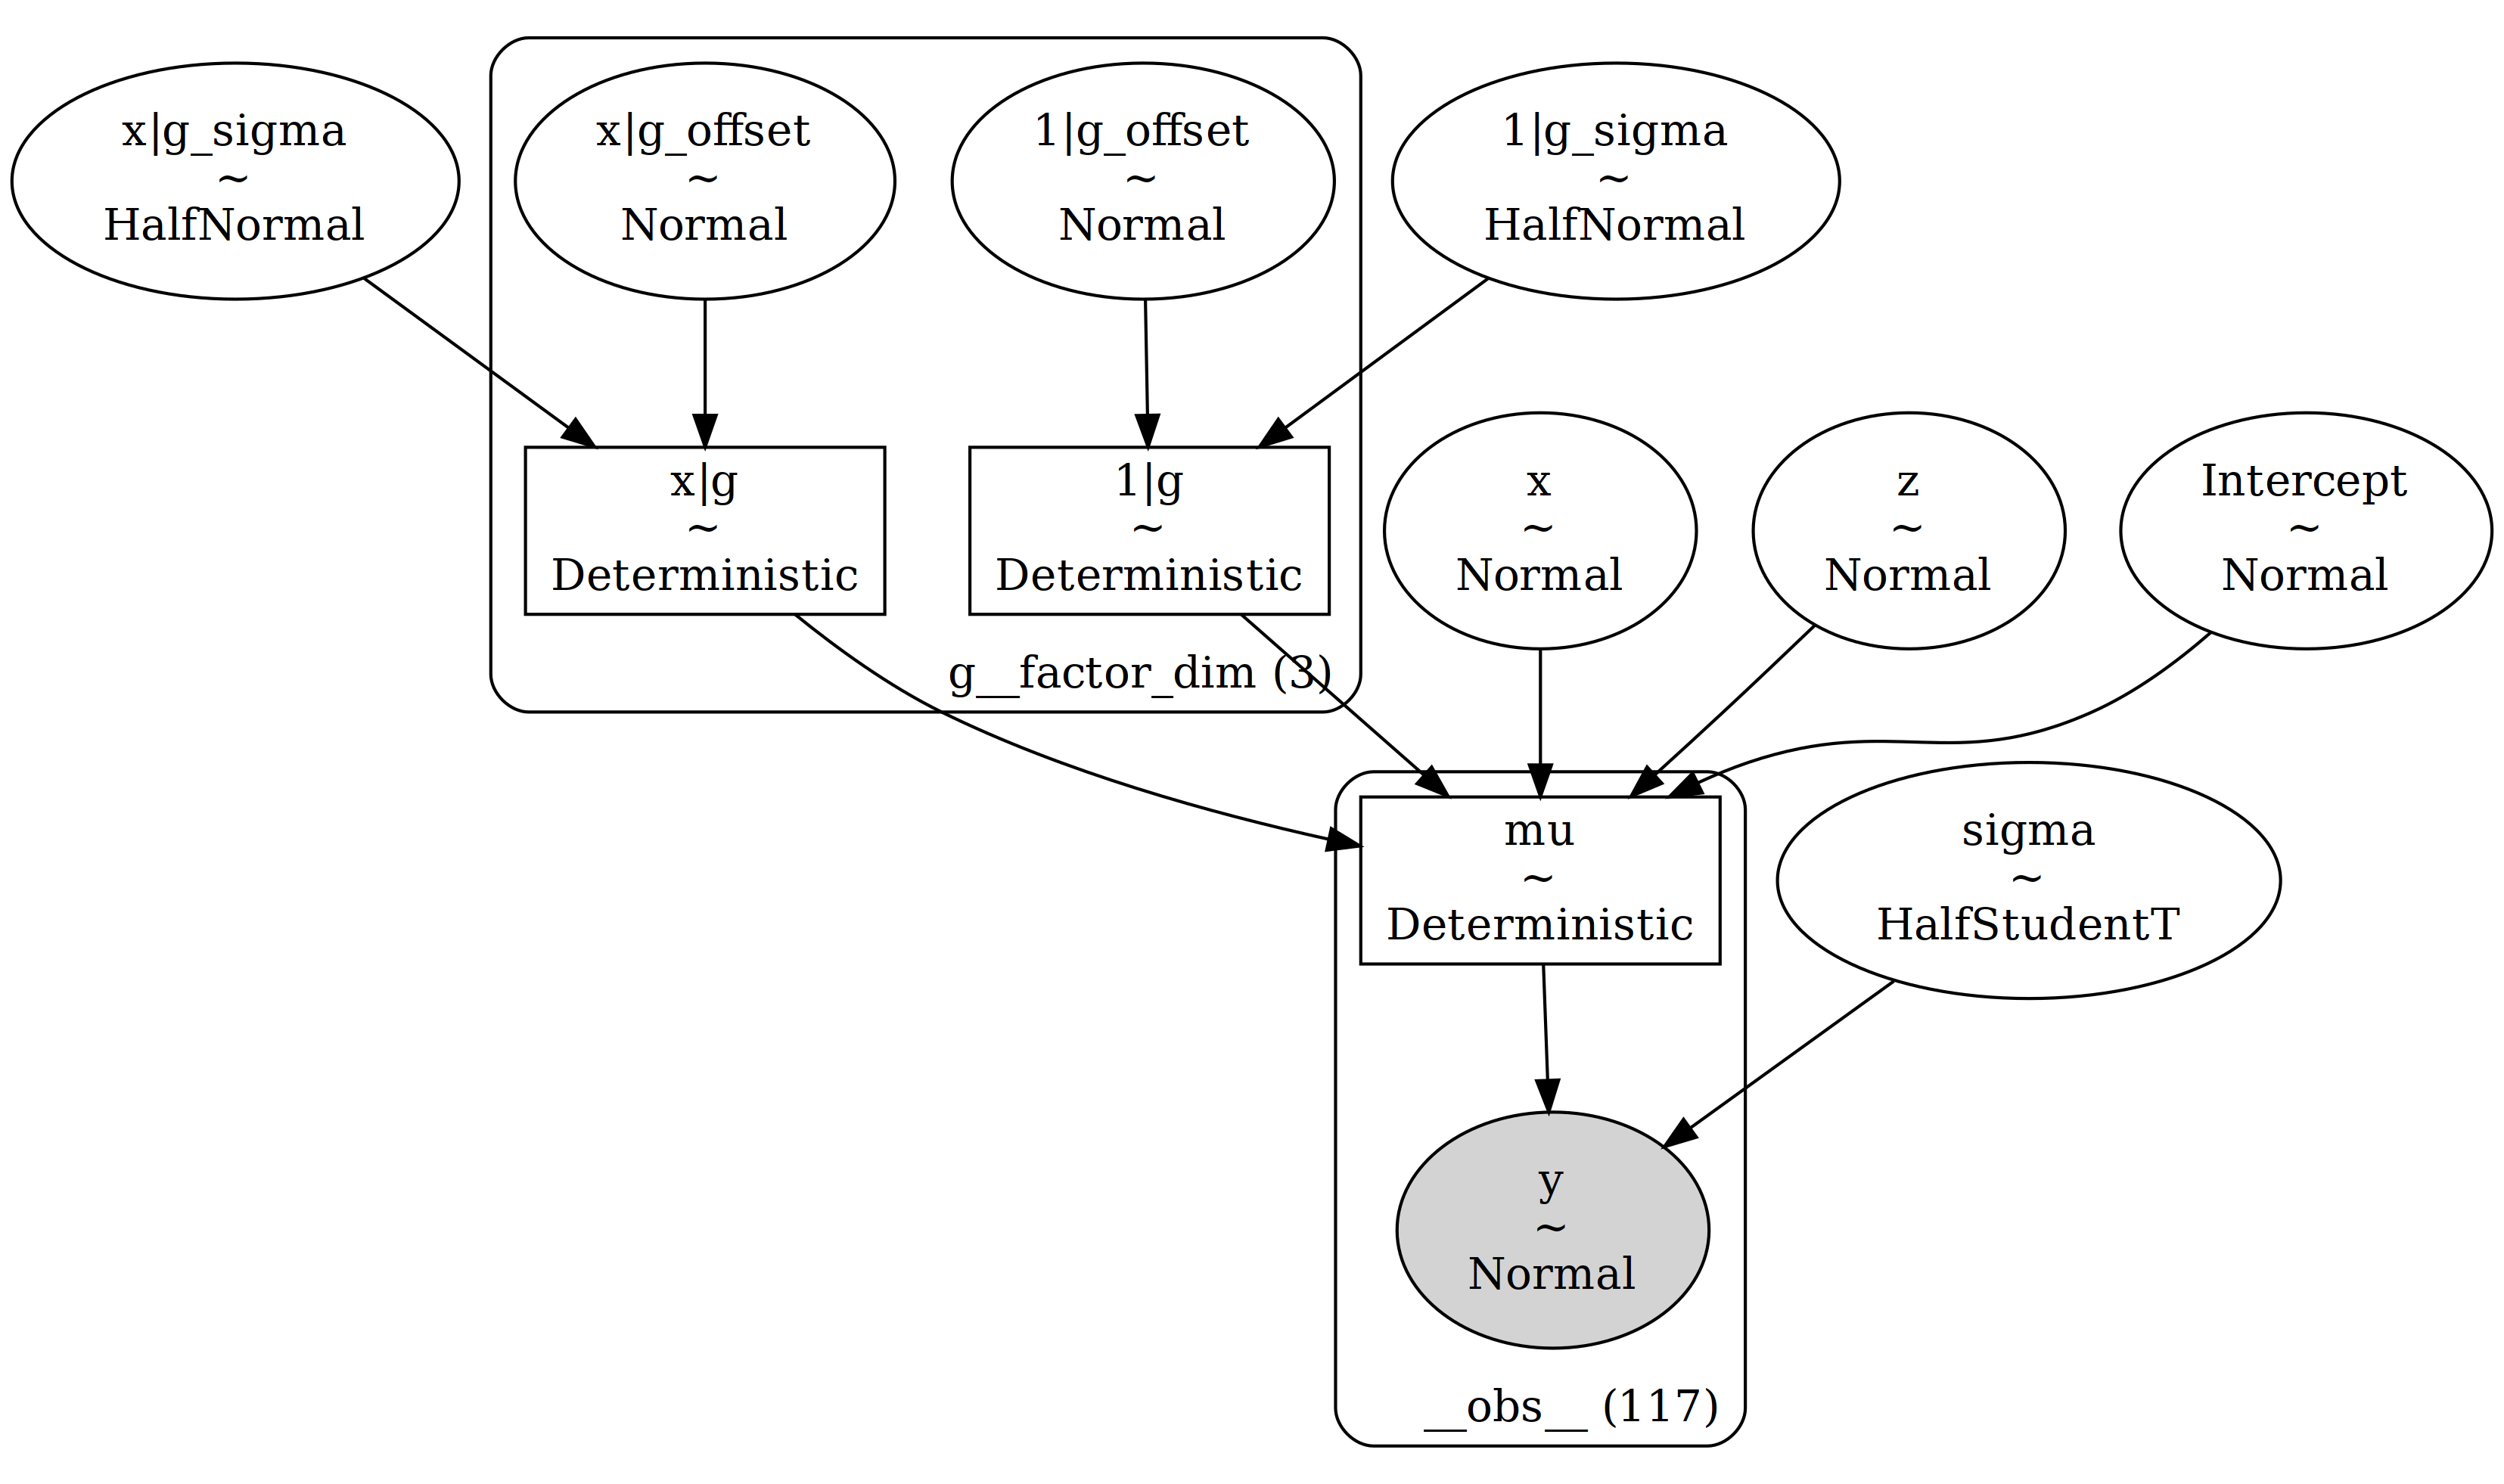 x|g_sigma
~
HalfNormal
x|g_offset
~
Normal
1|g_offset
~
Normal
1|g_sigma
~
HalfNormal
x|g
~
Deterministic
1|g
~
Deterministic
x
~
Normal
z
~
Normal
Intercept
~
Normal
g__factor_dim (3)
mu
~
Deterministic
sigma
~
HalfStudentT
y
~
Normal
__obs__ (117)